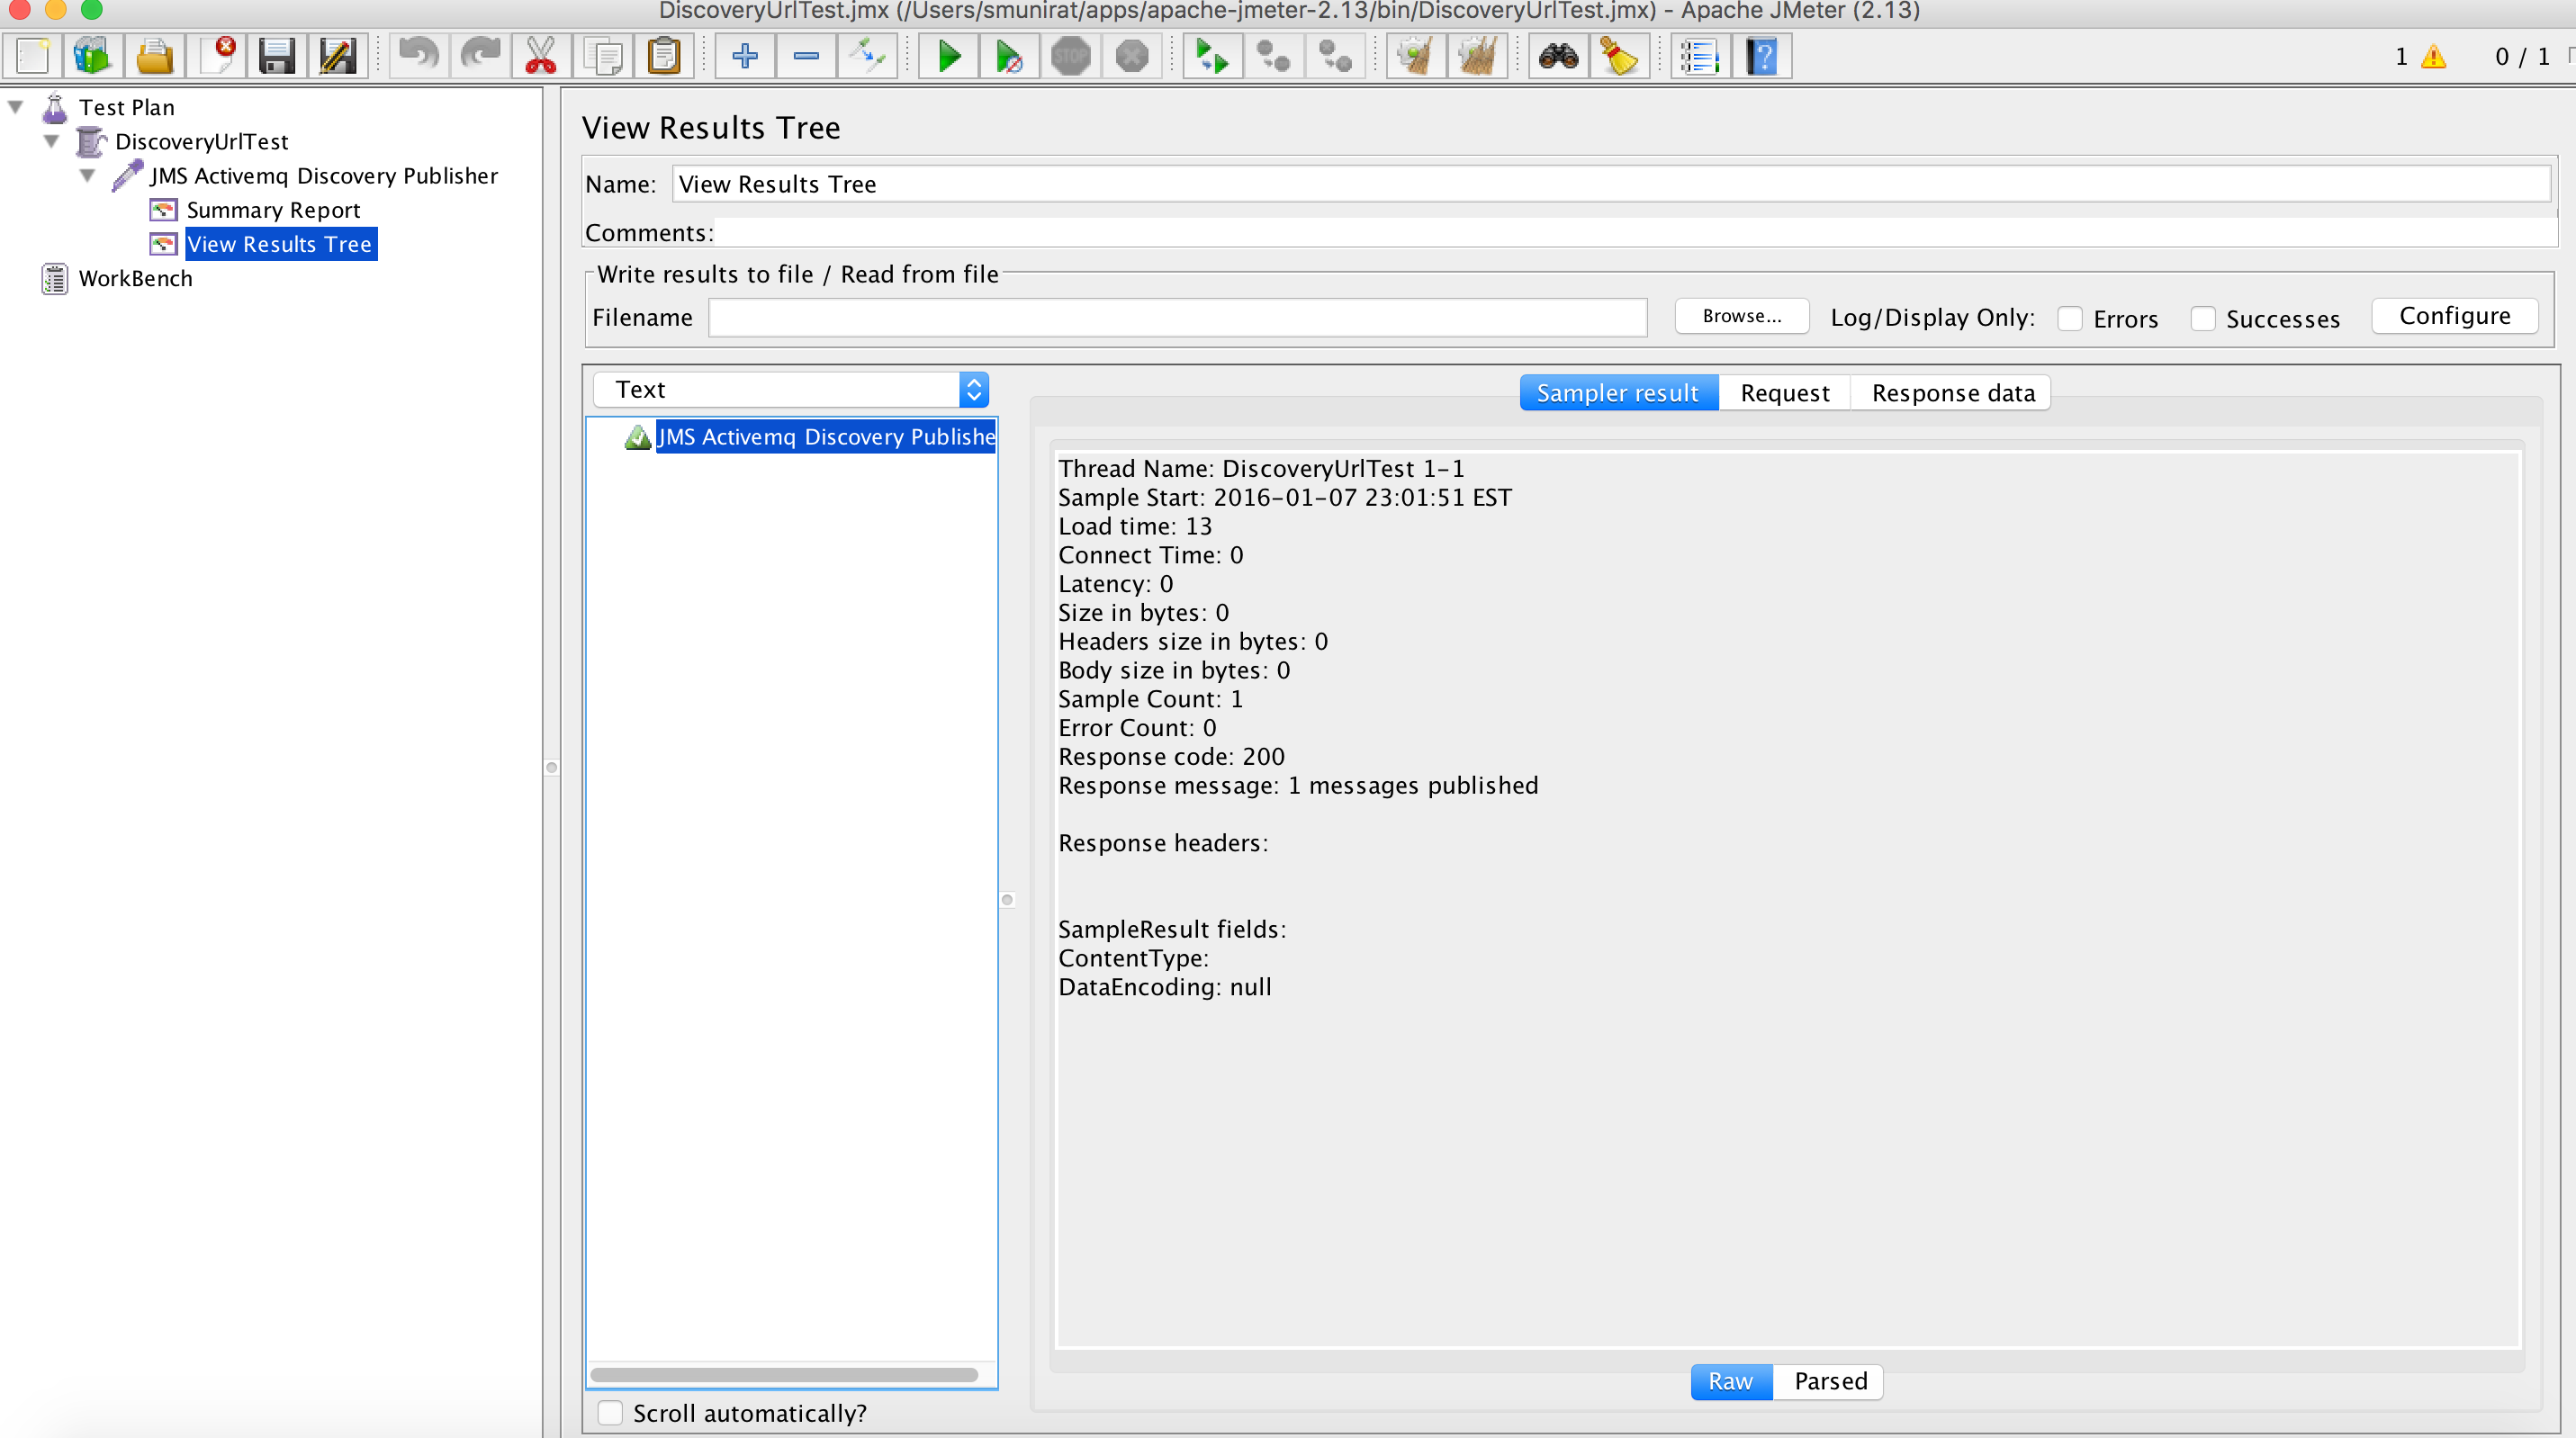 DiscoveryUrlTest.jmx (/Users/smunirat/apps/apache-jmeter-2.13/bin/DiscoveryUrlTest.jmx) - Apache JMeter (2.13)
STOP
1 0 / 1
Test Plan
DiscoveryUrlTest
JMS Activemq Discovery Publisher
Summary Report
View Results Tree
WorkBench
View Results Tree
Name: View Results Tree
Comments:
Write results to file / Read from file
Filename Browse... Log/Display Only: Errors Successes Configure
Text
Sampler result Request Response data
JMS Activemq Discovery Publishe
Thread Name: DiscoveryUrlTest 1-1
Sample Start: 2016-01-07 23:01:51 EST
Load time: 13
Connect Time: 0
Latency: 0
Size in bytes: 0
Headers size in bytes: 0
Body size in bytes: 0
Sample Count: 1
Error Count: 0
Response code: 200
Response message: 1 messages published
Response headers:
SampleResult fields:
ContentType:
DataEncoding: null
Raw Parsed
Scroll automatically?